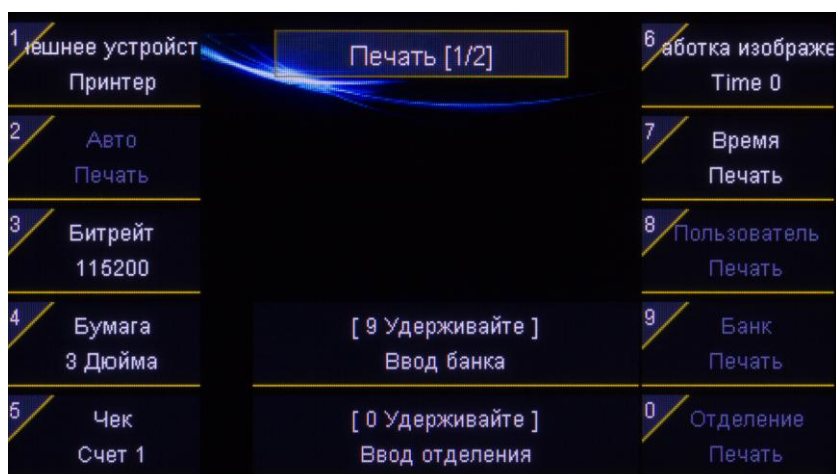 Печать [1/2]
1
нешнее устройст
Принтер
2
Авто
Печать
3
Битрейт
115200
4
Бумага
3 Дюйма
5
Чек
Счет 1
[ 9 Удерживайте ]
Ввод банка
[ 0 Удерживайте ]
Ввод отделения
6
аботка изображе
Time 0
7
Время
Печать
8
Пользователь
Печать
9
Банк
Печать
0
Отделение
Печать